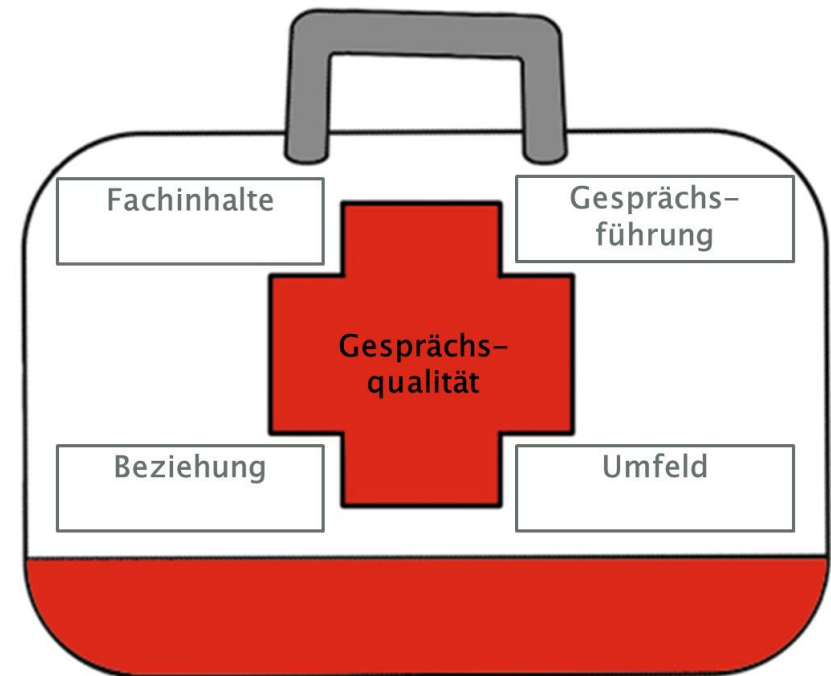 Fachinhalte
Gesprächs-
führung
Gesprächs-
qualität
Beziehung
Umfeld